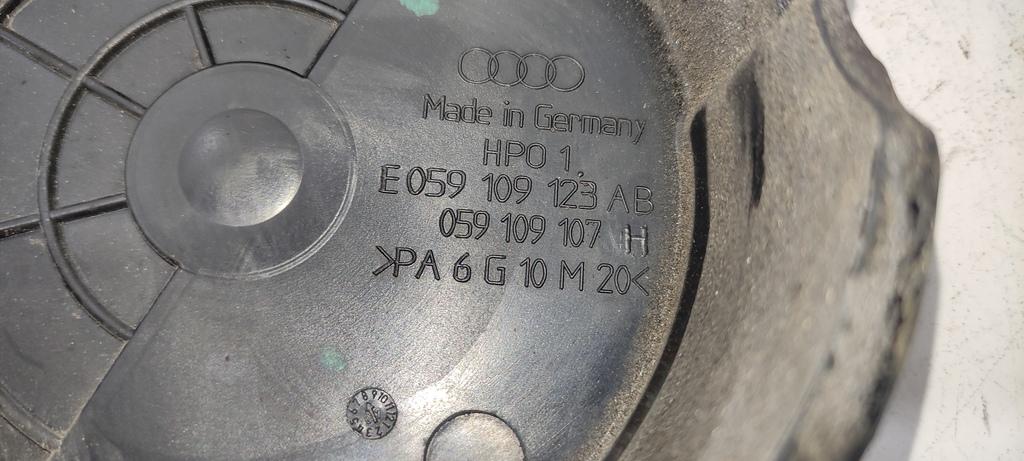 Made in Germany
HPO 1
E 059 109 123 AB
059 109 107 H
>PA 6 G 10 M 20<